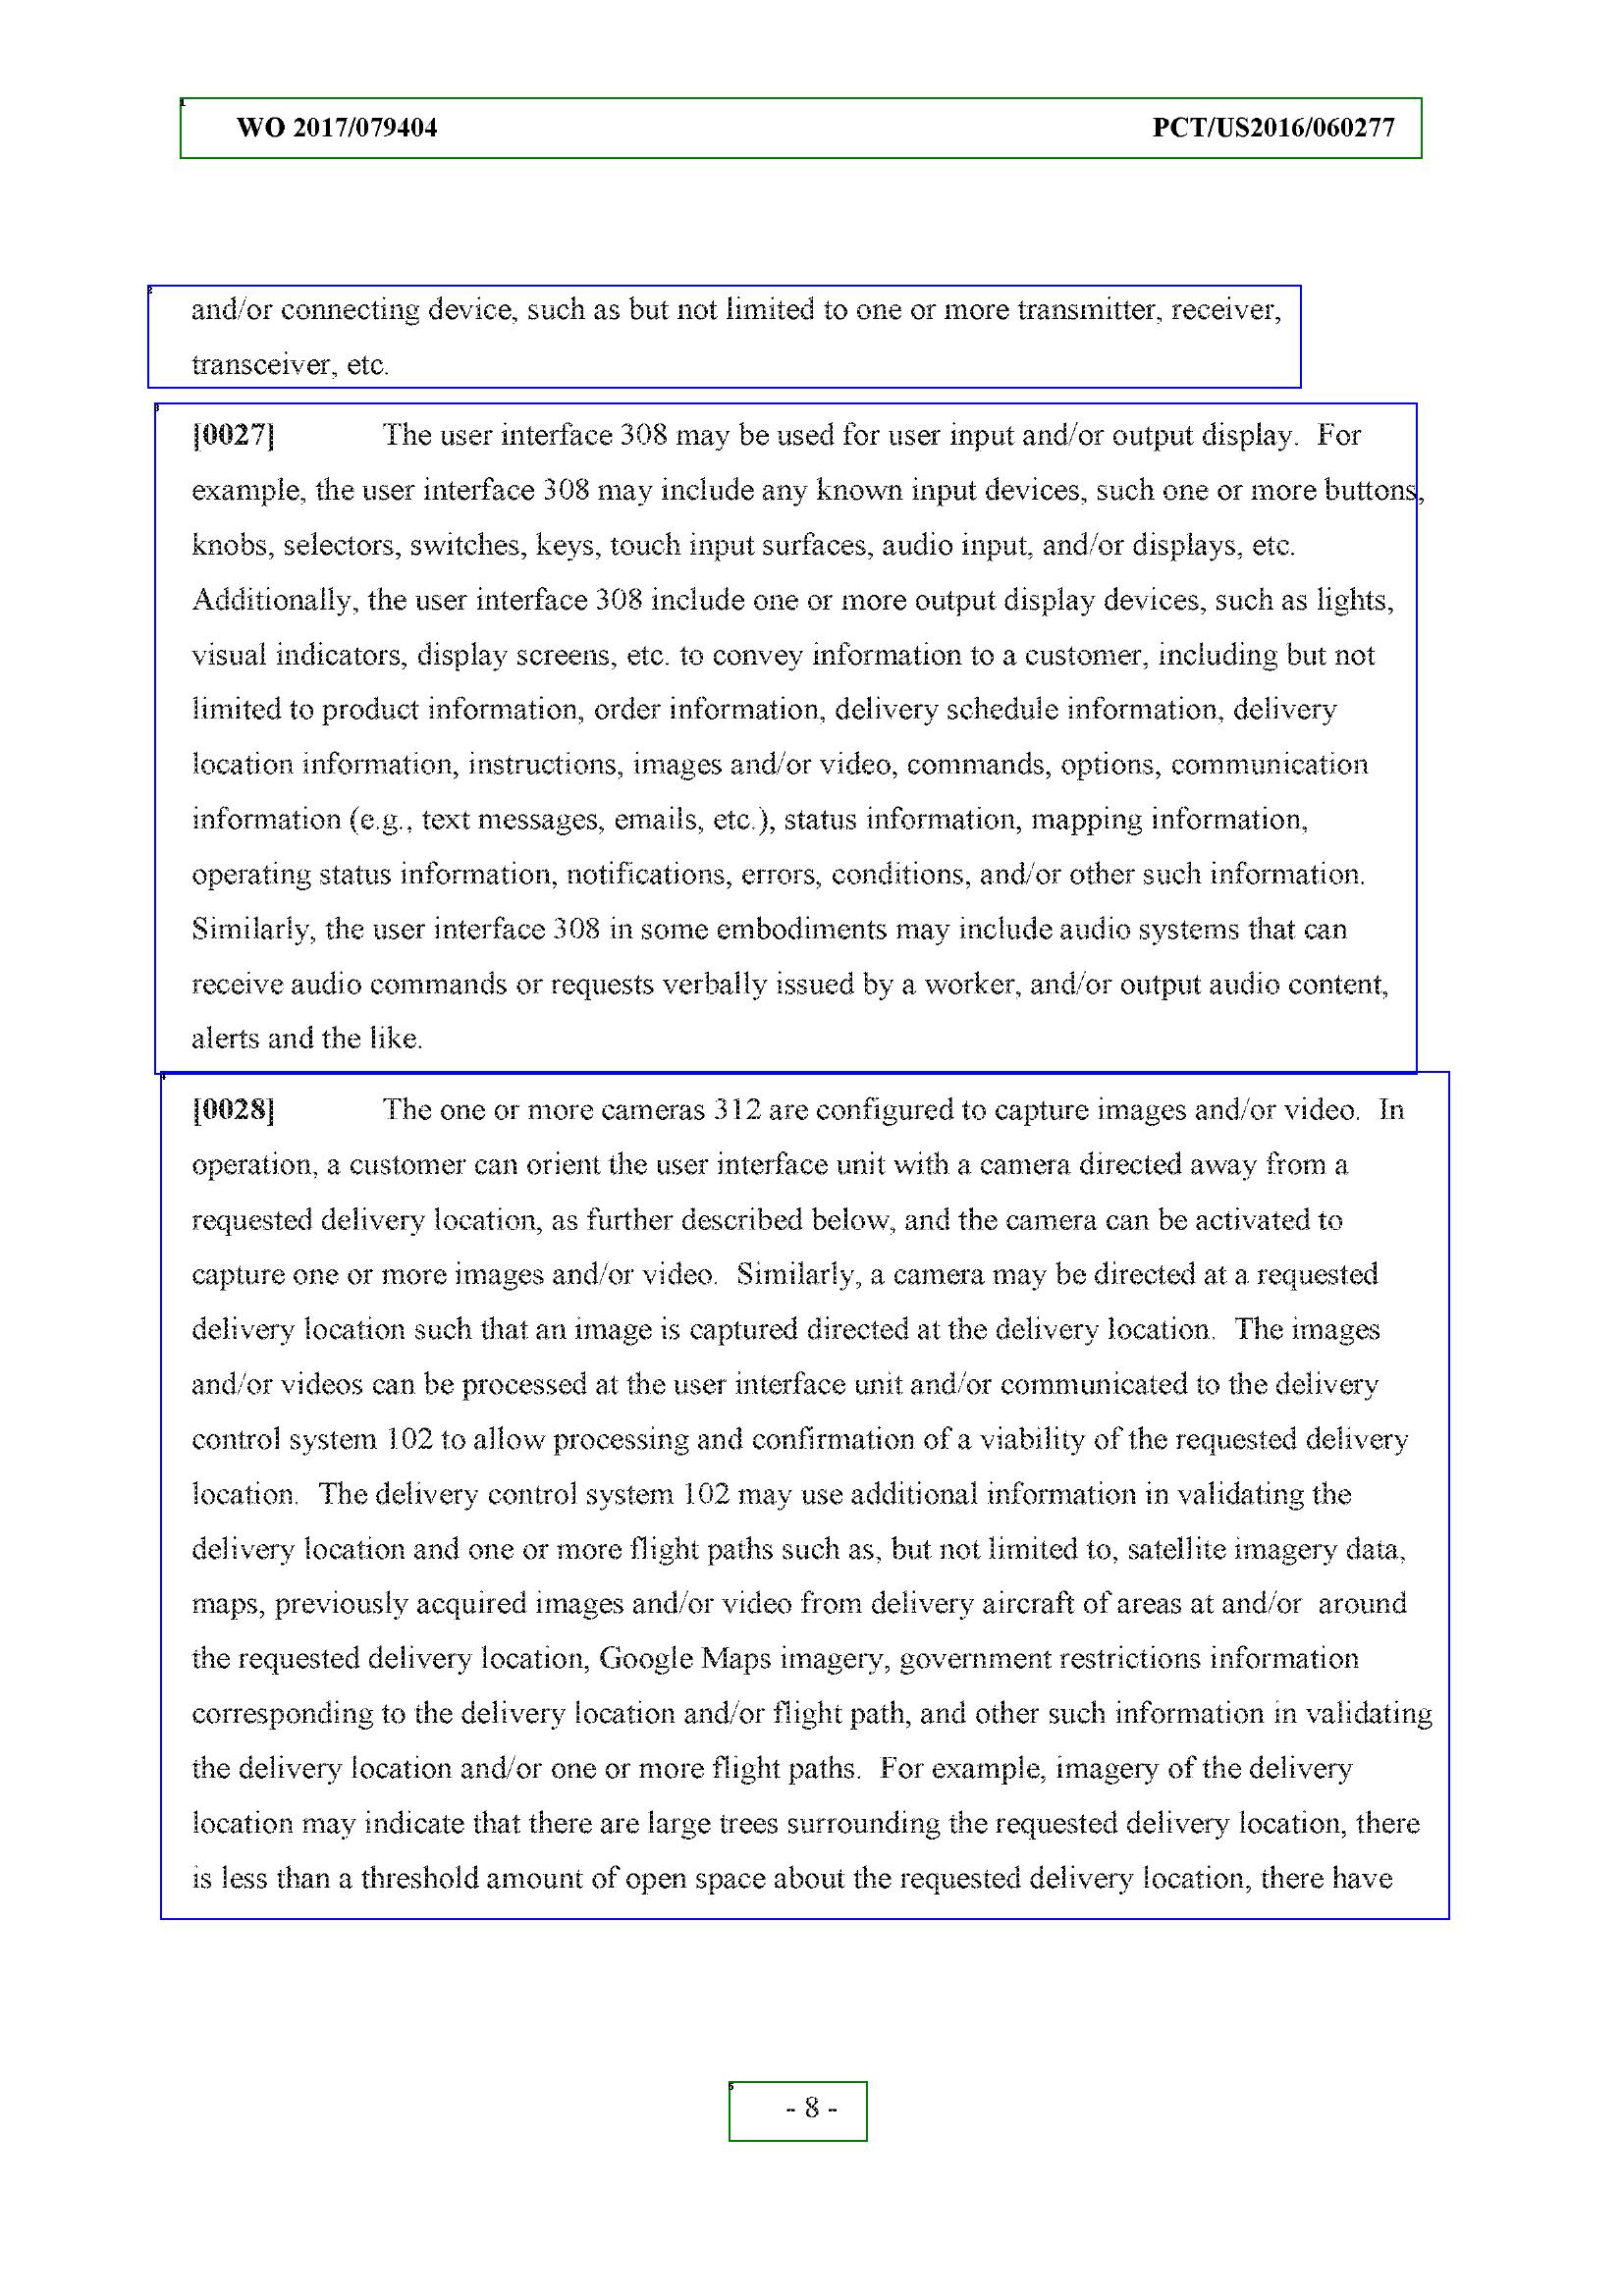 WO 2017/079404 PCT/US2016/060277
and/or connecting device, such as but not limited to one or more transmitter, receiver,
transceiver, etc.
[0027] The user interface 308 may be used for user input and/or output display. For
example, the user interface 308 may include any known input devices, such one or more buttons,
knobs, selectors, switches, keys, touch input surfaces, audio input, and/or displays, etc.
Additionally, the user interface 308 include one or more output display devices, such as lights,
visual indicators, display screens, etc. to convey information to a customer, including but not
limited to product information, order information, delivery schedule information, delivery
location information, instructions, images and/or video, commands, options, communication
information (e.g., text messages, emails, etc.), status information, mapping information,
operating status information, notifications, errors, conditions, and/or other such information.
Similarly, the user interface 308 in some embodiments may include audio systems that can
receive audio commands or requests verbally issued by a worker, and/or output audio content,
alerts and the like.
[0028] The one or more cameras 312 are configured to capture images and/or video. In
operation, a customer can orient the user interface unit with a camera directed away from a
requested delivery location, as further described below, and the camera can be activated to
capture one or more images and/or video. Similarly, a camera may be directed at a requested
delivery location such that an image is captured directed at the delivery location. The images
and/or videos can be processed at the user interface unit and/or communicated to the delivery
control system 102 to allow processing and confirmation of a viability of the requested delivery
location. The delivery control system 102 may use additional information in validating the
delivery location and one or more flight paths such as, but not limited to, satellite imagery data,
maps, previously acquired images and/or video from delivery aircraft of areas at and/or around
the requested delivery location, Google Maps imagery, government restrictions information
corresponding to the delivery location and/or flight path, and other such information in validating
the delivery location and/or one or more flight paths. For example, imagery of the delivery
location may indicate that there are large trees surrounding the requested delivery location, there
is less than a threshold amount of open space about the requested delivery location, there have
- 8 -